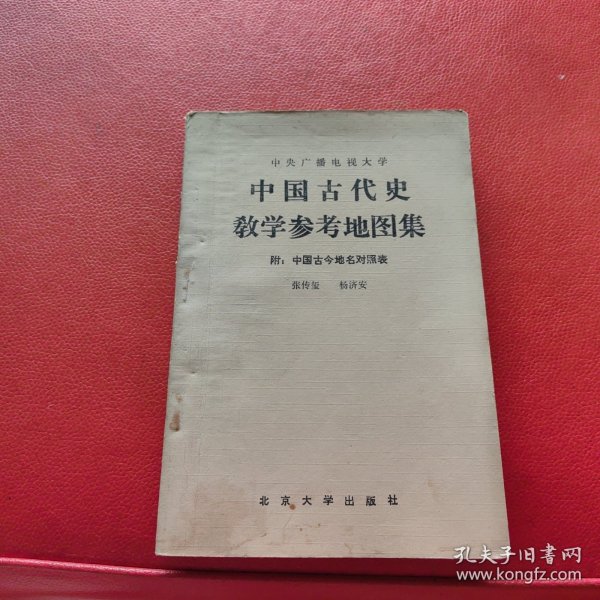 中央广播电视大学
中国古代史
教学参考地图集
附：中国古今地名对照表
张传玺 杨济安
北京大学出版社
孔夫子旧书网
www.kongfz.com